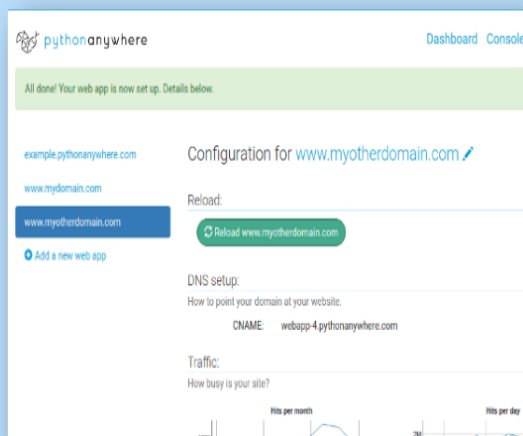 pythonanywhere
Dashboard Console
All done! Your web app is now set up. Details below.
example.pythonanywhere.com
www.mydomain.com
www.myotherdomain.com
Add a new web app
Configuration for www.myotherdomain.com
Reload:
Reload www.myotherdomain.com
DNS setup:
How to point your domain at your website.
CNAME: webapp-4.pythonanywhere.com
Traffic:
How busy is your site?
Hits per month Hits per day
2M